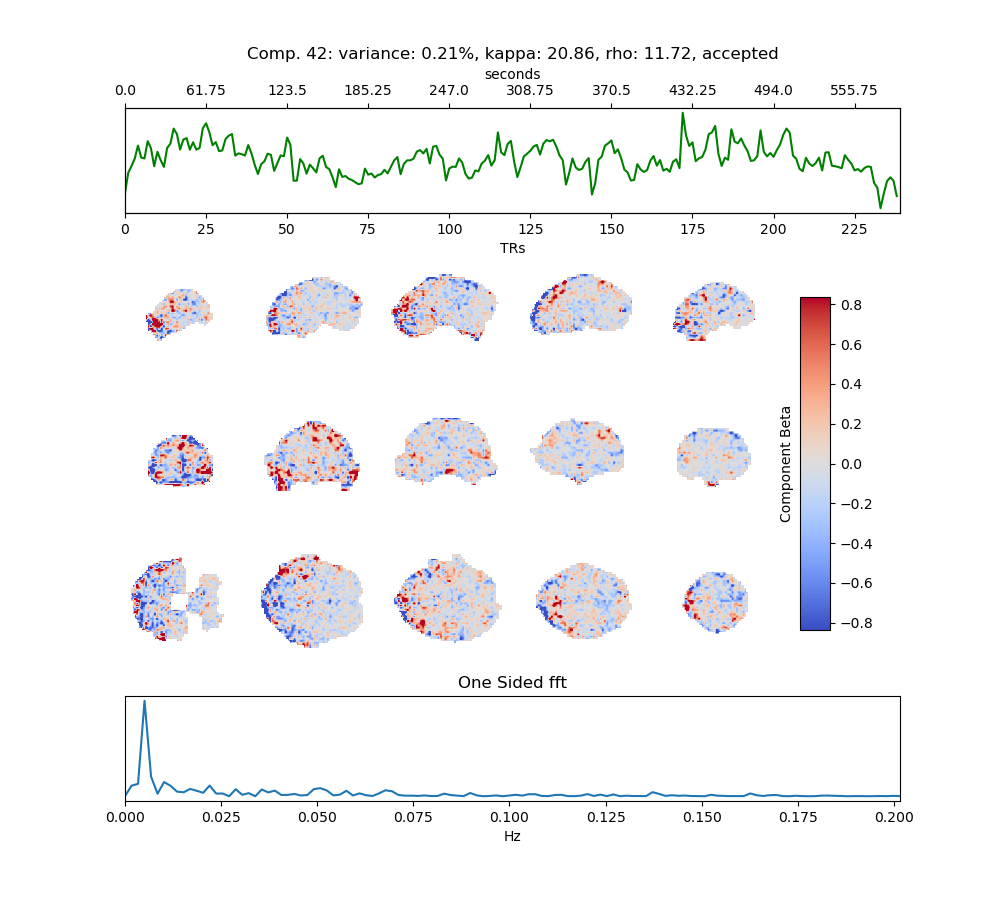 Comp. 42: variance: 0.21%, kappa: 20.86, rho: 11.72, accepted
seconds
0.0 61.75 123.5 185.25 247.0 308.75 370.5 432.25 494.0 555.75
0 25 50 75 100 125 150 175 200 225
TRs
0.8
0.6
0.4
0.2
0.0
−0.2
−0.4
−0.6
−0.8
Component Beta
One Sided fft
0.000 0.025 0.050 0.075 0.100 0.125 0.150 0.175 0.200
Hz